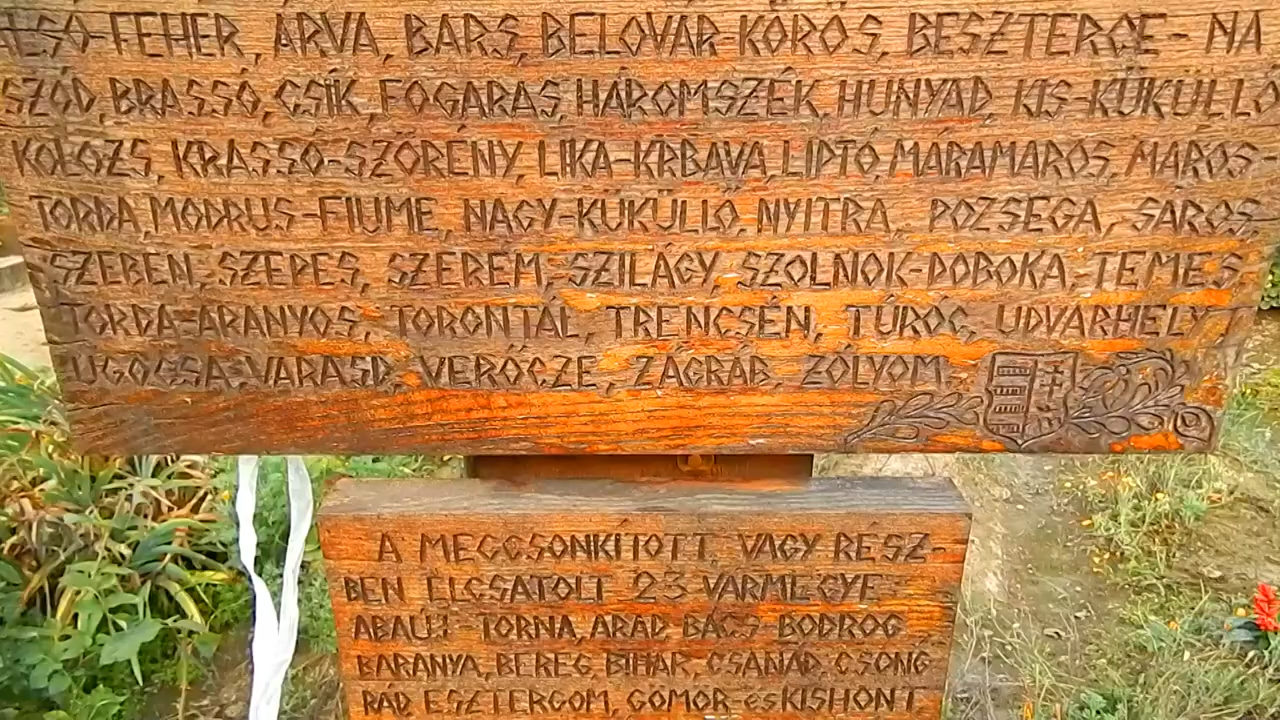 ALSÓ-FEHÉR, ÁRVA, BARS, BELOVÁR-KŐRÖS, BESZTERCE-NA
SZÓD, BRASSÓ, CSÍK, FOGARAS, HÁROMSZÉK, HUNYAD, KIS-KÜKÜLLŐ
KOLOZS, KRASSÓ-SZÖRÉNY, LIKA-KRBAVA, LIPTÓ, MÁRAMAROS, MAROS-
TORDA, MODRUS-FIUME, NAGY-KÜKÜLLŐ, NYITRA, POZSEGA, SÁROS
SZEBEN, SZEPES, SZERÉM, SZILÁGY, SZOLNOK-DOBOKA, TEMES
TORDA-ARANYOS, TORONTÁL, TRENCSÉN, TÚRÓC, UDVARHELY
UGOCSA, VARASD, VERŐCZE, ZÁGRÁB, ZÓLYOM
A MEGCSONKÍTOTT, VAGY RÉSZ-
BEN ELCSATOLT 23 VÁRMEGYE
ABAÚJ-TORNA, ARAD, BÁCS-BODROG
BARANYA, BEREG, BIHAR, CSANÁD, CSONG
RÁD ESZTERGOM, GÖMÖR-és KISHONT,